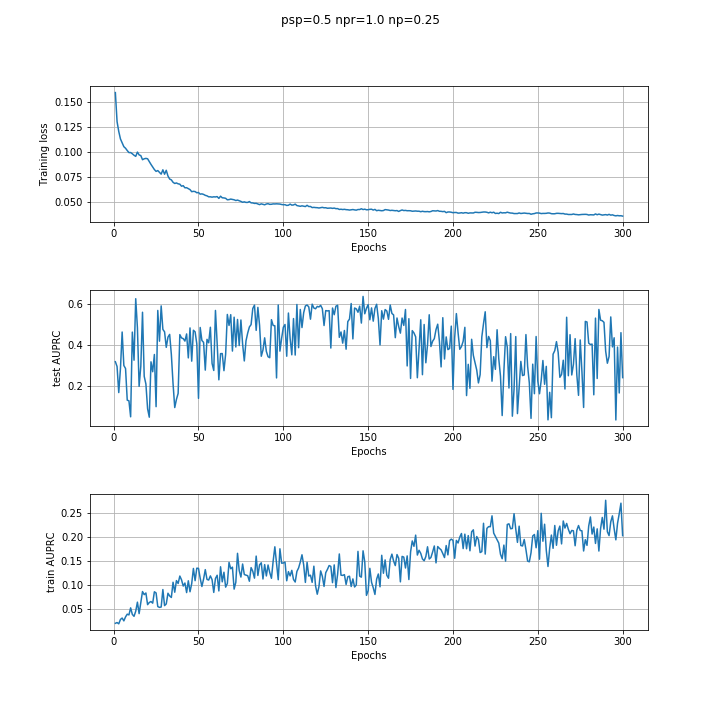 psp=0.5 npr=1.0 np=0.25
0.150
0.125
0.100
0.075
0.050
Training loss
0 50 100 150 200 250 300
Epochs
0.6
0.4
0.2
test AUPRC
0 50 100 150 200 250 300
Epochs
0.25
0.20
0.15
0.10
0.05
train AUPRC
0 50 100 150 200 250 300
Epochs